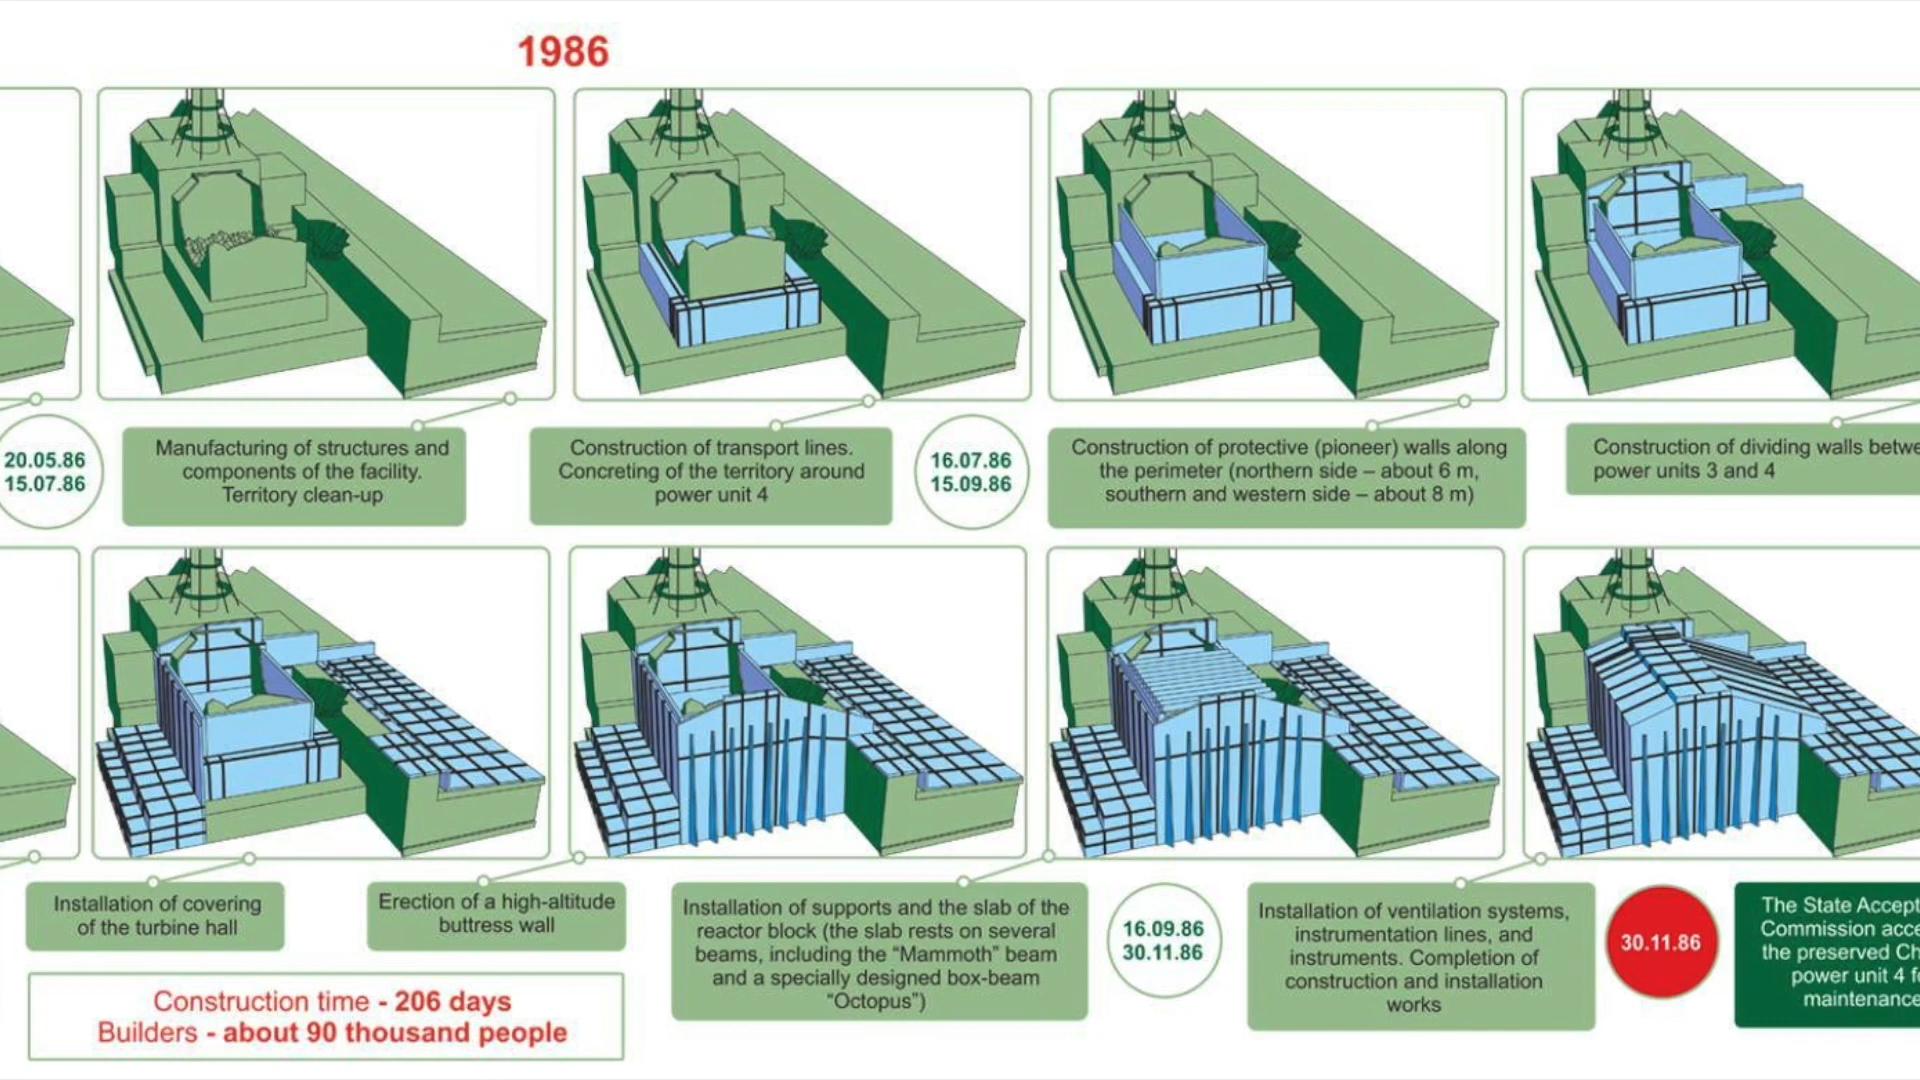 1986
20.05.86
15.07.86
Manufacturing of structures and
components of the facility.
Territory clean-up
Construction of transport lines.
Concreting of the territory around
power unit 4
16.07.86
15.09.86
Construction of protective (pioneer) walls along
the perimeter (northern side – about 6 m,
southern and western side – about 8 m)
Construction of dividing walls betwe
power units 3 and 4
Installation of covering
of the turbine hall
Erection of a high-altitude
buttress wall
Installation of supports and the slab of the
reactor block (the slab rests on several
beams, including the “Mammoth” beam
and a specially designed box-beam
“Octopus”)
16.09.86
30.11.86
Installation of ventilation systems,
instrumentation lines, and
instruments. Completion of
construction and installation
works
30.11.86
The State Accept
Commission acce
the preserved Ch
power unit 4 f
maintenance
Construction time - 206 days
Builders - about 90 thousand people